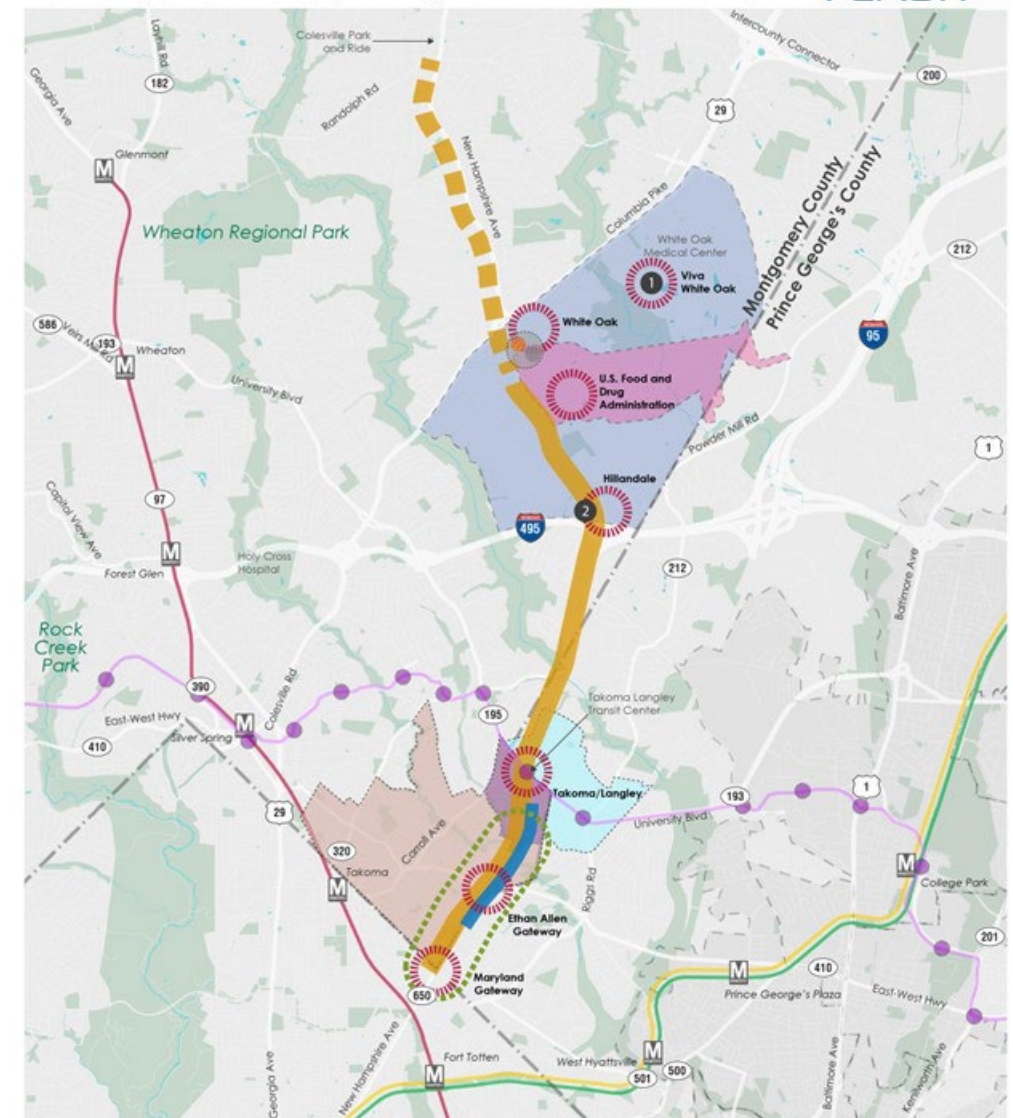 Colesville Park
and Ride
Layhill Rd
182
Georgia Ave
Randolph Rd
Intercounty Connector
200
29
Glenmont
M
New Hampshire Ave
Wheaton Regional Park
Columbia Pike
Montgomery County
Prince George's County
212
White Oak
Medical Center
1
Viva
White Oak
White Oak
95
586
Veirs Mill Rd
193
Wheaton
M
University Blvd
U.S. Food and
Drug
Administration
Powder Mill Rd
1
Hillandale
2
495
Capital View Ave
97
M
Forest Glen
Holy Cross
Hospital
212
Baltimore Ave
Rock
Creek
Park
390
Colesville Rd
East-West Hwy
410
M
Silver Spring
195
Takoma Langley
Transit Center
Takoma/Langley
193
1
University Blvd
29
320
Carroll Ave
Takoma
M
Riggs Rd
M
College Park
Ethan Allen
Gateway
201
Maryland
Gateway
650
M
410
Prince George's Plaza
East-West Hwy
New Hampshire Ave
Georgia Ave
Fort Totten
M
West Hyattsville
M
501
500
Baltimore Ave
Kenilworth Ave